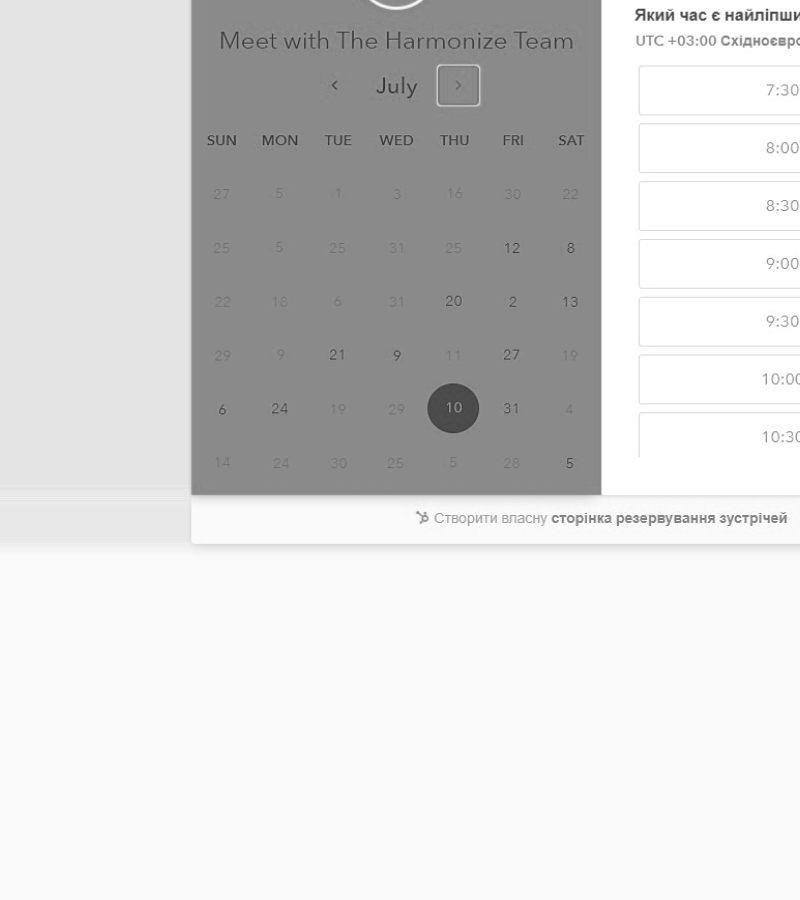 Meet with The Harmonize Team
July
SUN MON TUE WED THU FRI SAT
27 5 1 3 16 30 22
25 5 25 31 25 12 8
22 18 6 31 20 2 13
29 9 21 9 11 27 19
6 24 19 29 10 31 4
14 24 30 25 5 28 5
Який час є найліпши
UTC +03:00 Східноєвро
7:30
8:00
8:30
9:00
9:30
10:00
10:30
Створити власну сторінка резервування зустрічей